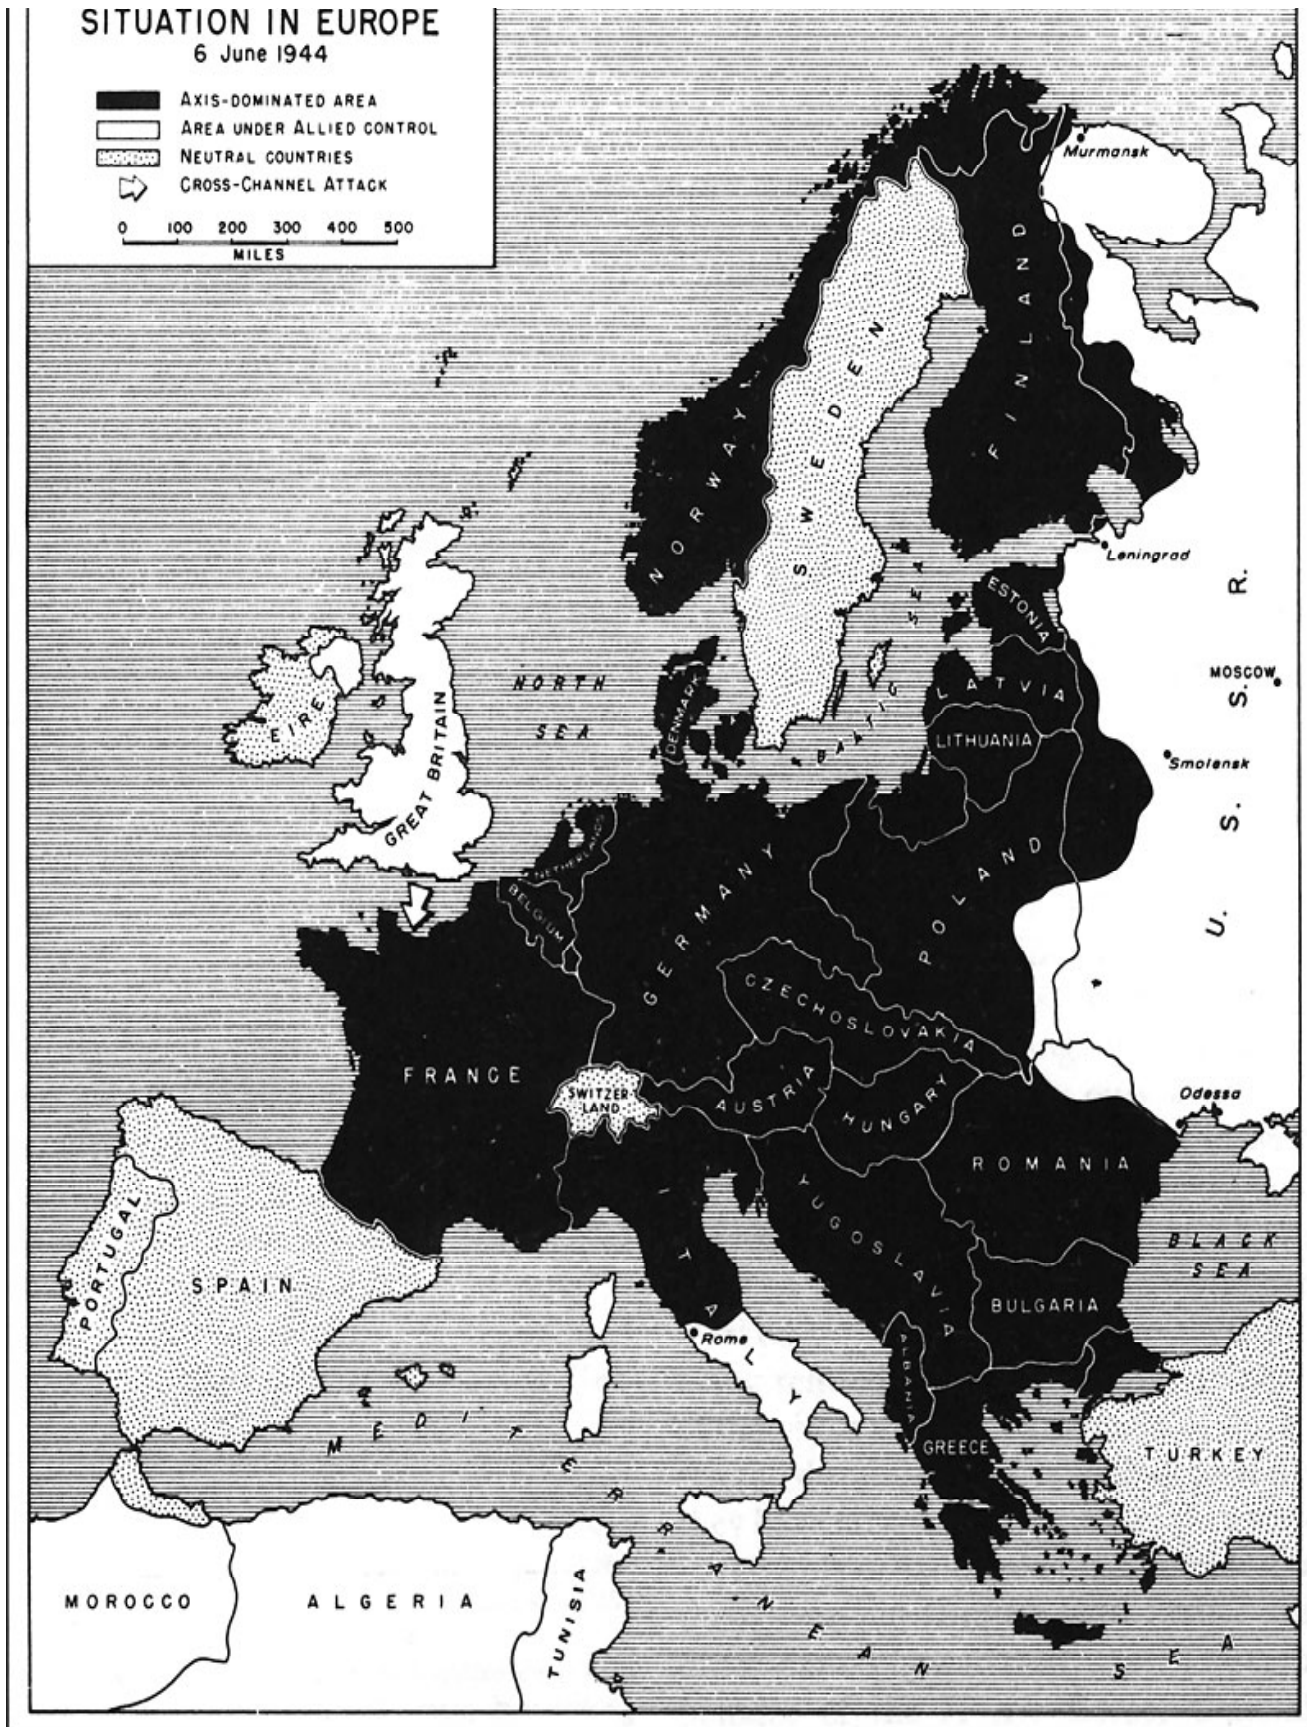 SITUATION IN EUROPE
6 June 1944
AXIS-DOMINATED AREA
AREA UNDER ALLIED CONTROL
NEUTRAL COUNTRIES
CROSS-CHANNEL ATTACK
0 100 200 300 400 500
MILES
Murmansk
FINLAND
SWEDEN
NORWAY
Leningrad
ESTONIA
U. S. S. R.
MOSCOW
NORTH
SEA
DENMARK
BALTIC SEA
LATVIA
LITHUANIA
Smolensk
EIRE
GREAT BRITAIN
NETHERLANDS
BELGIUM
GERMANY
POLAND
CZECHOSLOVAKIA
FRANCE
SWITZER-
LAND
AUSTRIA
HUNGARY
Odessa
ROMANIA
YUGOSLAVIA
ITALY
BLACK
SEA
PORTUGAL
SPAIN
BULGARIA
Rome
ALBANIA
GREECE
TURKEY
MEDITERRANEAN SEA
MOROCCO
ALGERIA
TUNISIA